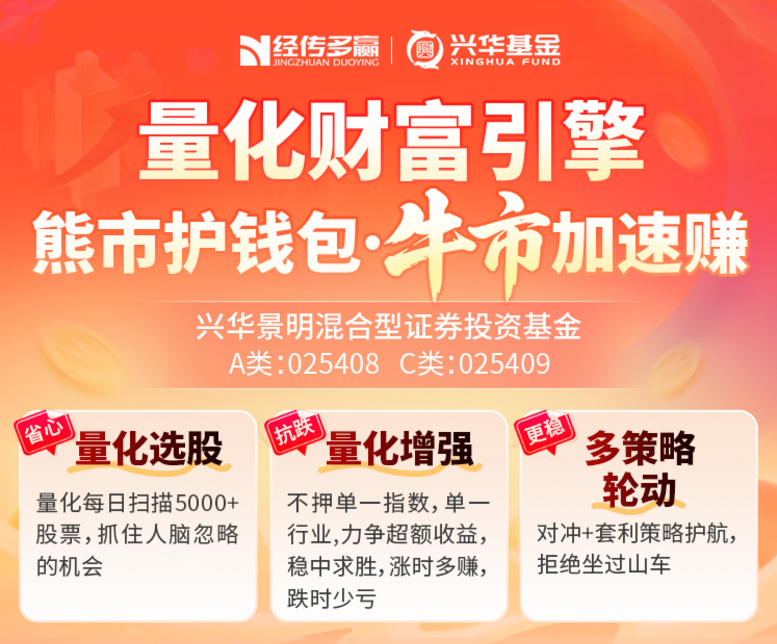 经传多赢 兴华基金
JINGZHUAN DUOYING XINGHUA FUND
量化财富引擎
熊市护钱包·牛市加速赚
兴华景明混合型证券投资基金
A类:025408 C类:025409
省心
量化选股
量化每日扫描5000+
股票,抓住人脑忽略
的机会
抗跌
量化增强
不押单一指数,单一
行业,力争超额收益,
稳中求胜,涨时多赚,
跌时少亏
更稳
多策略
轮动
对冲+套利策略护航,
拒绝坐过山车